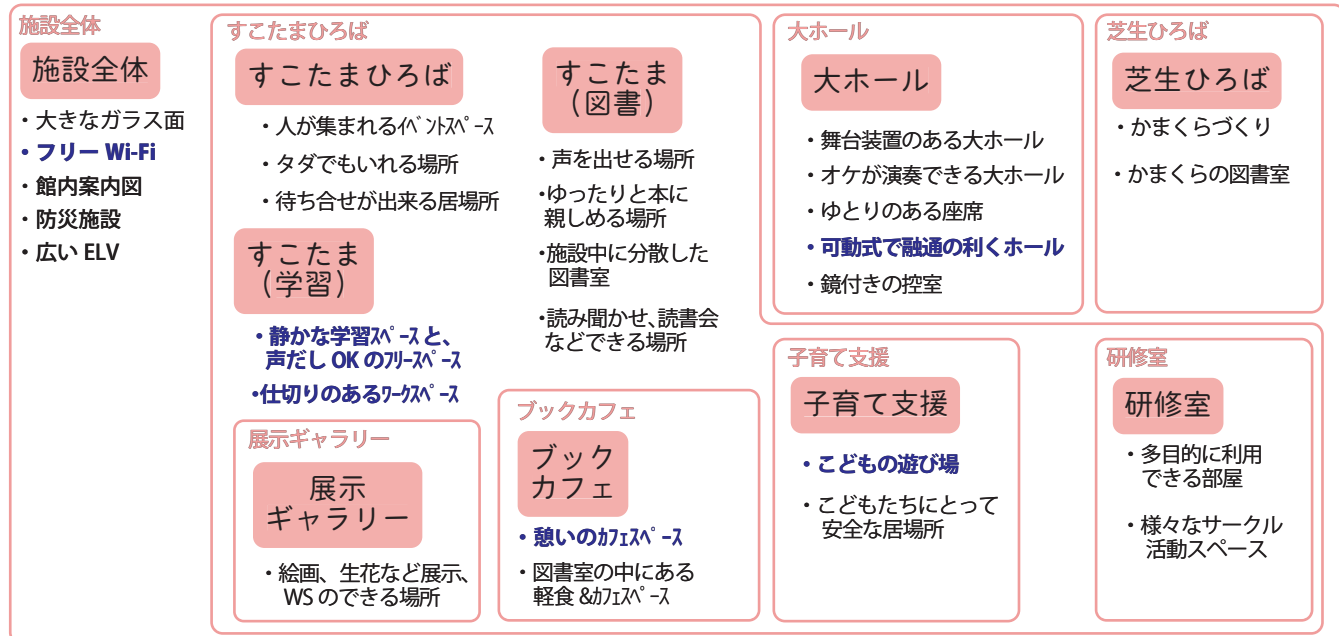 施設全体
施設全体
・大きなガラス面
・フリー Wi-Fi
・館内案内図
・防災施設
・広い ELV
すこたまひろば
すこたまひろば
・人が集まれるｲﾍﾞﾝﾄｽﾍﾟｰｽ
・タダでもいれる場所
・待ち合せが出来る居場所
すこたま
（学習）
・静かな学習ｽﾍﾟｰｽと、
声だし OK のﾌﾘｰｽﾍﾟｰｽ
・仕切りのあるﾜｰｸｽﾍﾟｰｽ
すこたま
（図書）
・声を出せる場所
・ゆったりと本に
親しめる場所
・施設中に分散した
図書室
・読み聞かせ、読書会
などできる場所
展示ギャラリー
展示
ギャラリー
・絵画、生花など展示、
WS のできる場所
ブックカフェ
ブック
カフェ
・憩いのｶﾌｪｽﾍﾟｰｽ
・図書室の中にある
軽食 &ｶﾌｪｽﾍﾟｰｽ
大ホール
大ホール
・舞台装置のある大ホール
・オケが演奏できる大ホール
・ゆとりのある座席
・可動式で融通の利くホール
・鏡付きの控室
芝生ひろば
芝生ひろば
・かまくらづくり
・かまくらの図書室
子育て支援
子育て支援
・こどもの遊び場
・こどもたちにとって
安全な居場所
研修室
研修室
・多目的に利用
できる部屋
・様々なサークル
活動スペース